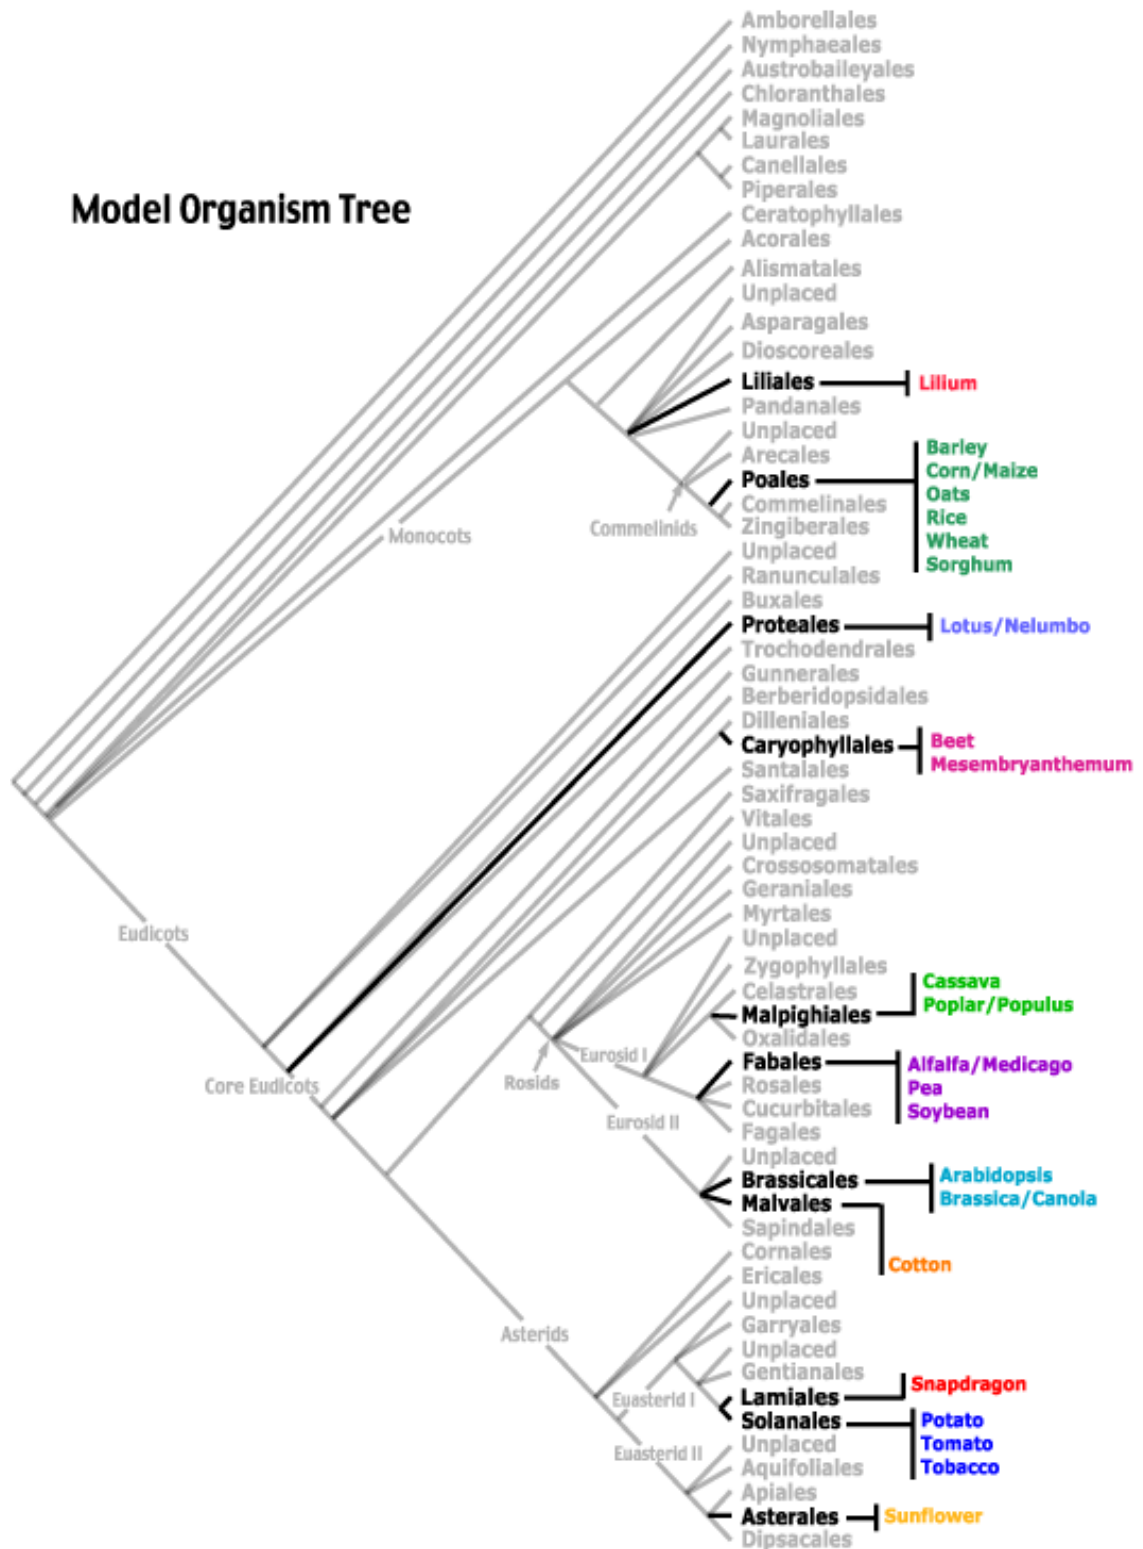 Amborellales
Nymphaeales
Austrobaileyales
Chloranthales
Magnoliales
Laurales
Canellales
Piperales
Model Organism Tree
Ceratophyllales
Acorales
Alismatales
Unplaced
Asparagales
Dioscoreales
Liliales
Lilium
Pandanales
Unplaced
Arecales
Poales
Barley
Corn/Maize
Oats
Rice
Wheat
Sorghum
Commelinales
Zingiberales
Commelinids
Monocots
Unplaced
Ranunculales
Buxales
Proteales
Lotus/Nelumbo
Trochodendrales
Gunnerales
Berberidopsidales
Dilleniales
Caryophyllales
Beet
Mesembryanthemum
Santalales
Saxifragales
Vitales
Unplaced
Crossosomatales
Geraniales
Myrtales
Eudicots
Unplaced
Zygophyllales
Celastrales
Malpighiales
Cassava
Poplar/Populus
Oxalidales
Eurosid I
Rosids
Core Eudicots
Fabales
Alfalfa/Medicago
Pea
Soybean
Rosales
Cucurbitales
Fagales
Eurosid II
Unplaced
Brassicales
Arabidopsis
Brassica/Canola
Malvales
Cotton
Sapindales
Cornales
Ericales
Unplaced
Garryales
Unplaced
Gentianales
Asterids
Euasterid I
Lamiales
Snapdragon
Solanales
Potato
Tomato
Tobacco
Euasterid II
Unplaced
Aquifoliales
Apiales
Asterales
Sunflower
Dipsacales